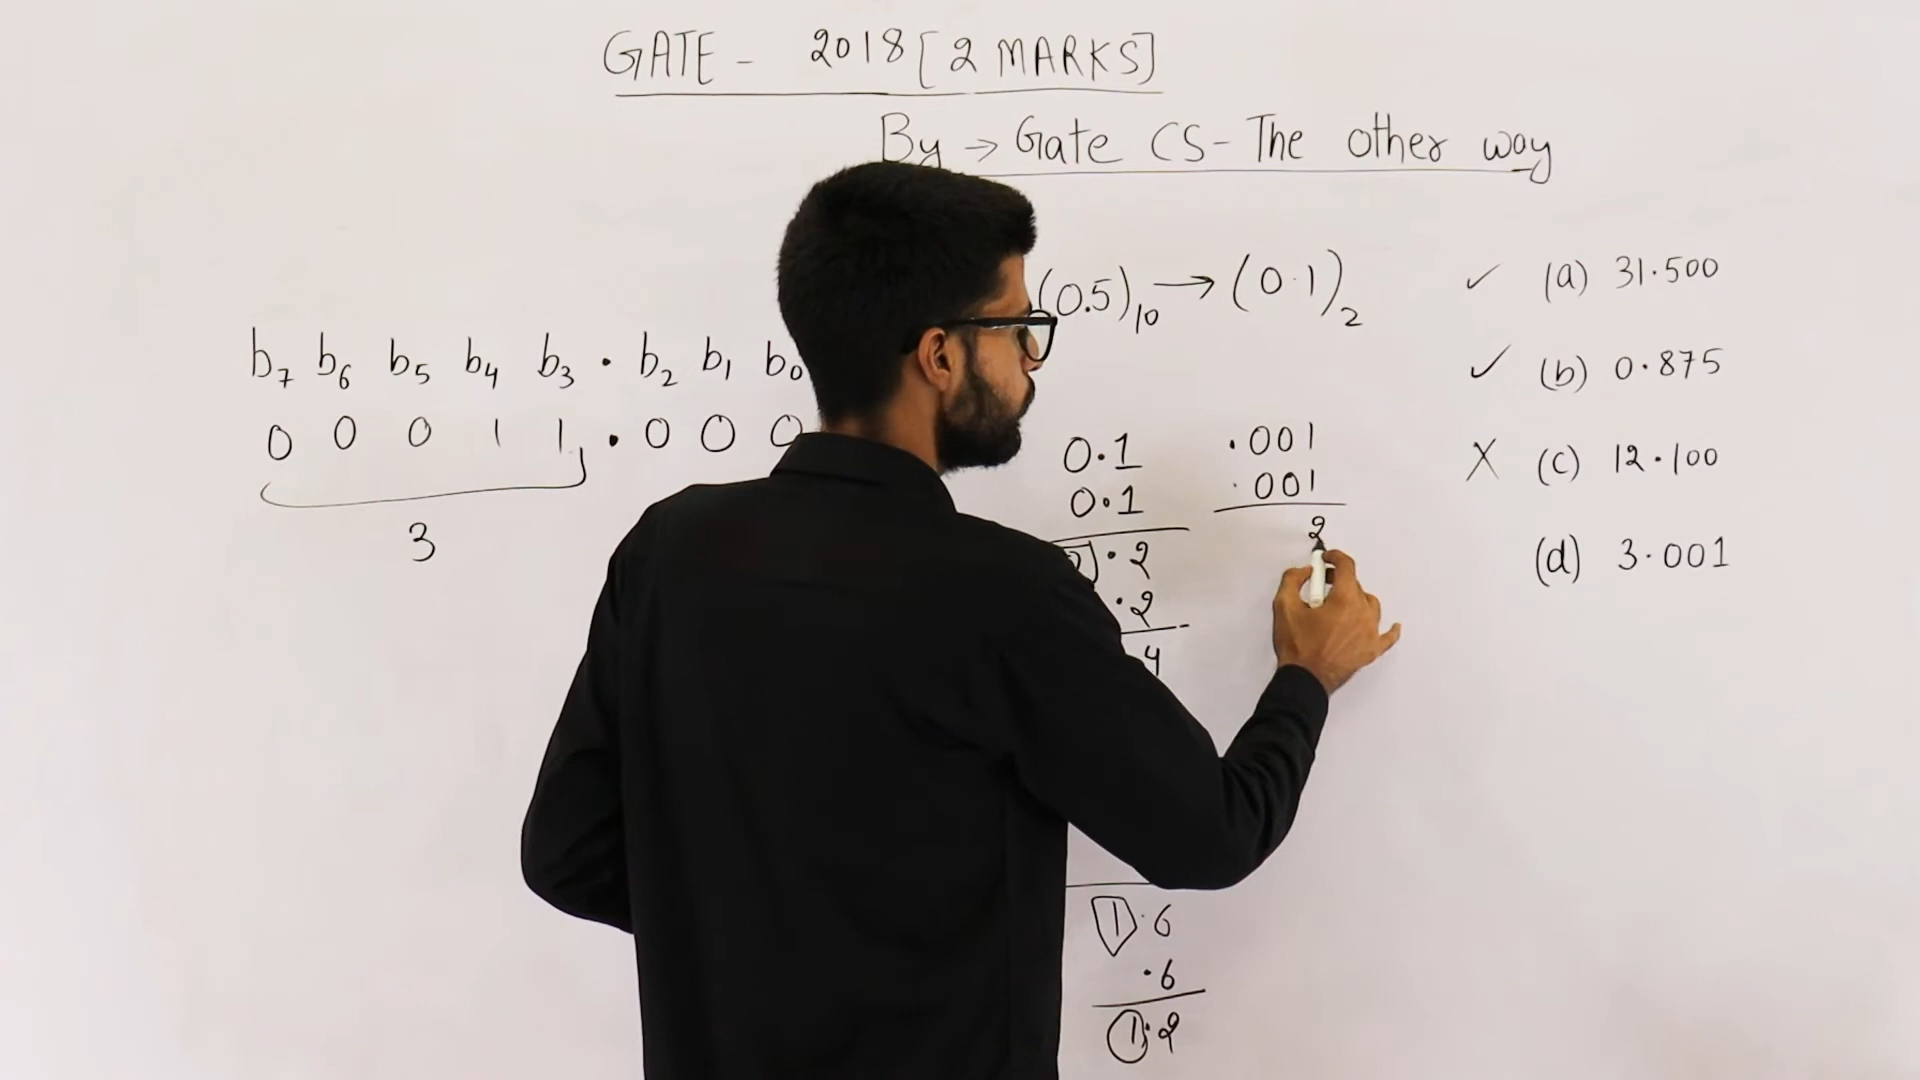 GATE - 2018 [2 MARKS]
By → Gate CS - The other way
(0.5)₁₀ → (0.1)₂
b₇ b₆ b₅ b₄ b₃ . b₂ b₁ b₀
0 0 0 1 1 . 0 0 0
3
0.1
0.1
.2
.2
4
1.6
.6
1.2
.001
.001
2
✓ (a) 31.500
✓ (b) 0.875
X (c) 12.100
(d) 3.001